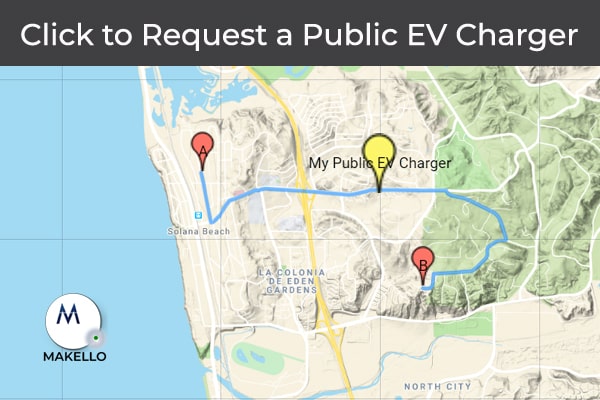 Click to Request a Public EV Charger
A
My Public EV Charger
Solana Beach
B
LA COLONIA
DE EDEN
GARDENS
M
MAKELLO
NORTH CITY